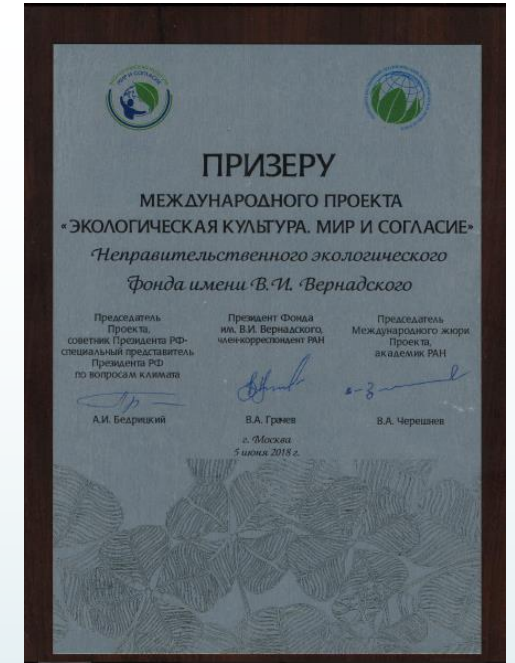 МИР И СОГЛАСИЕ
ПРИЗЕРУ
МЕЖДУНАРОДНОГО ПРОЕКТА
«ЭКОЛОГИЧЕСКАЯ КУЛЬТУРА. МИР И СОГЛАСИЕ»
Неправительственного экологического
Фонда имени В.И. Вернадского
Председатель
Проекта,
советник Президента РФ-
специальный представитель
Президента РФ
по вопросам климата
А.И. Бедрицкий
Президент Фонда
им. В.И. Вернадского,
член-корреспондент РАН
В.А. Грачев
Председатель
Международного жюри
Проекта,
академик РАН
В.А. Черешнев
г. Москва
5 июня 2018 г.